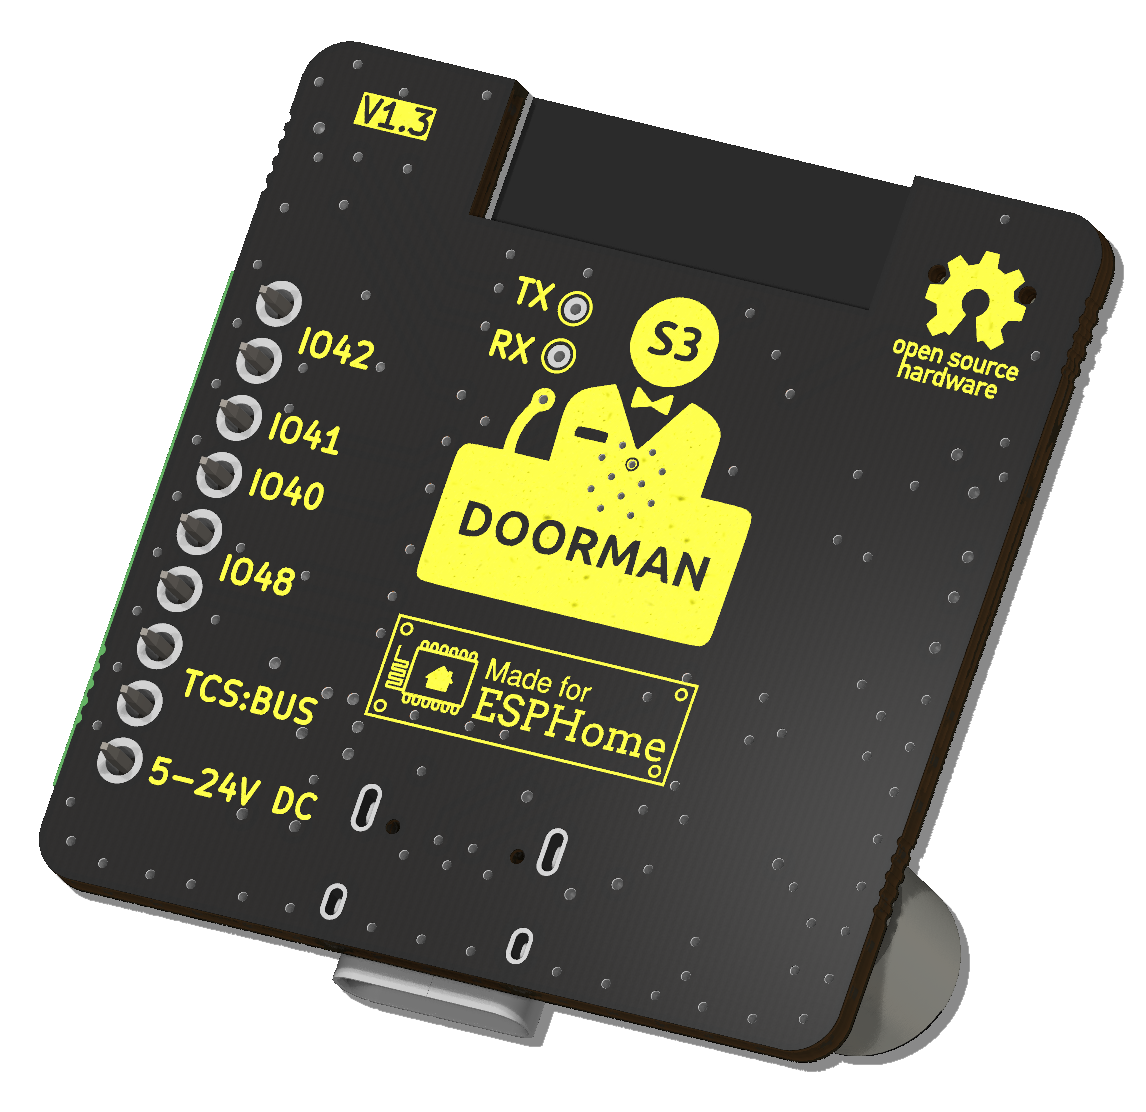 V1.3
TX
RX
S3
open source
hardware
IO42
IO41
IO40
IO48
DOORMAN
Made for
ESPHome
TCS:BUS
5-24V DC